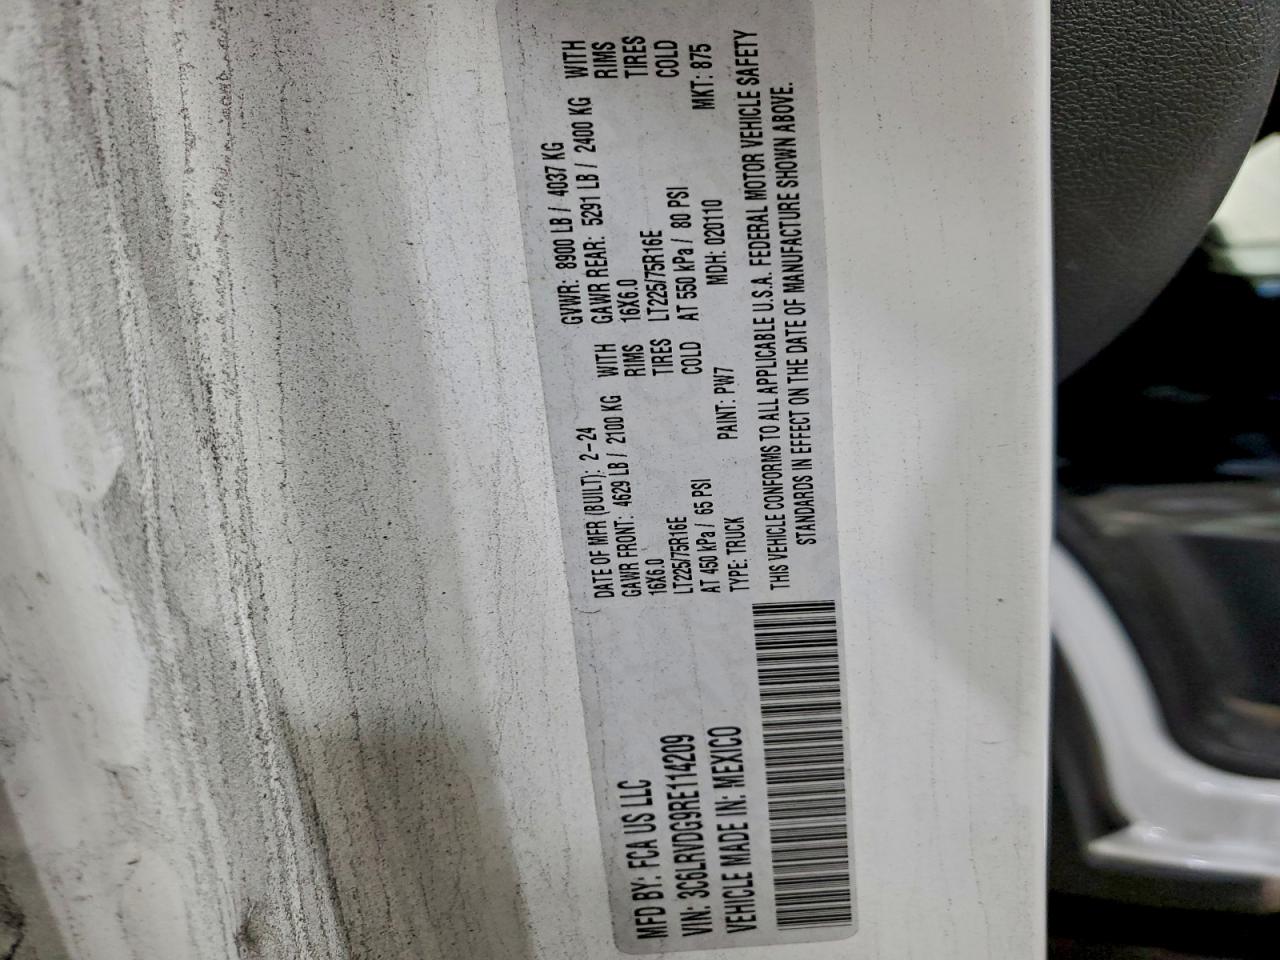 MFD BY: FCA US LLC
VIN: 3C6LRVDG9RE114209
VEHICLE MADE IN: MEXICO
DATE OF MFR (BUILT): 2-24 GVWR: 8900 LB / 4037 KG
GAWR FRONT: 4629 LB / 2100 KG WITH GAWR REAR: 5291 LB / 2400 KG WITH
16X6.0 RIMS 16X6.0 RIMS
LT225/75R16E TIRES LT225/75R16E TIRES
AT 450 kPa / 65 PSI COLD AT 550 kPa / 80 PSI COLD
TYPE: TRUCK PAINT: PW7 MDH: 020110 MKT: 875
THIS VEHICLE CONFORMS TO ALL APPLICABLE U.S.A. FEDERAL MOTOR VEHICLE SAFETY
STANDARDS IN EFFECT ON THE DATE OF MANUFACTURE SHOWN ABOVE.